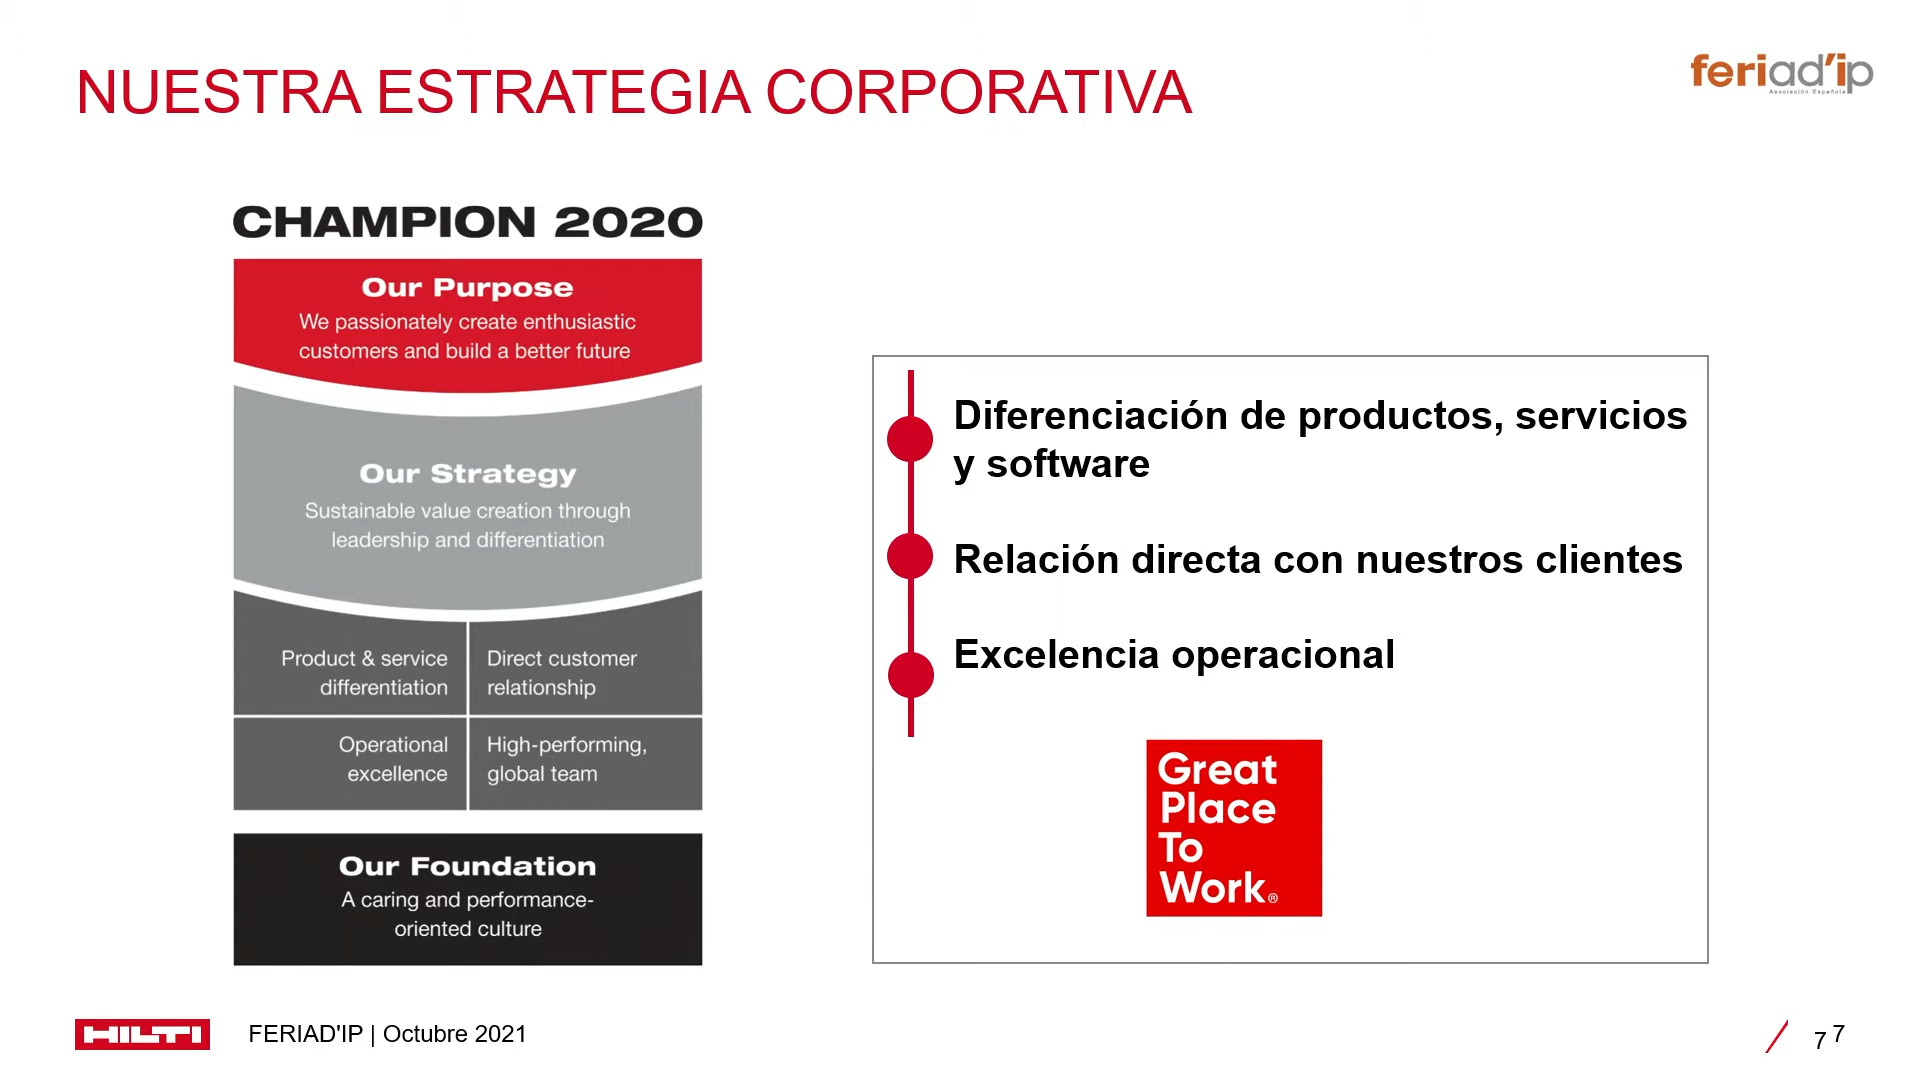 NUESTRA ESTRATEGIA CORPORATIVA
feriad'ip
Asociación Española
CHAMPION 2020
Our Purpose
We passionately create enthusiastic
customers and build a better future
Our Strategy
Sustainable value creation through
leadership and differentiation
Product & service
differentiation
Direct customer
relationship
Operational
excellence
High-performing,
global team
Our Foundation
A caring and performance-
oriented culture
Diferenciación de productos, servicios
y software
Relación directa con nuestros clientes
Excelencia operacional
Great
Place
To
Work®
HILTI
FERIAD'IP | Octubre 2021
7 7